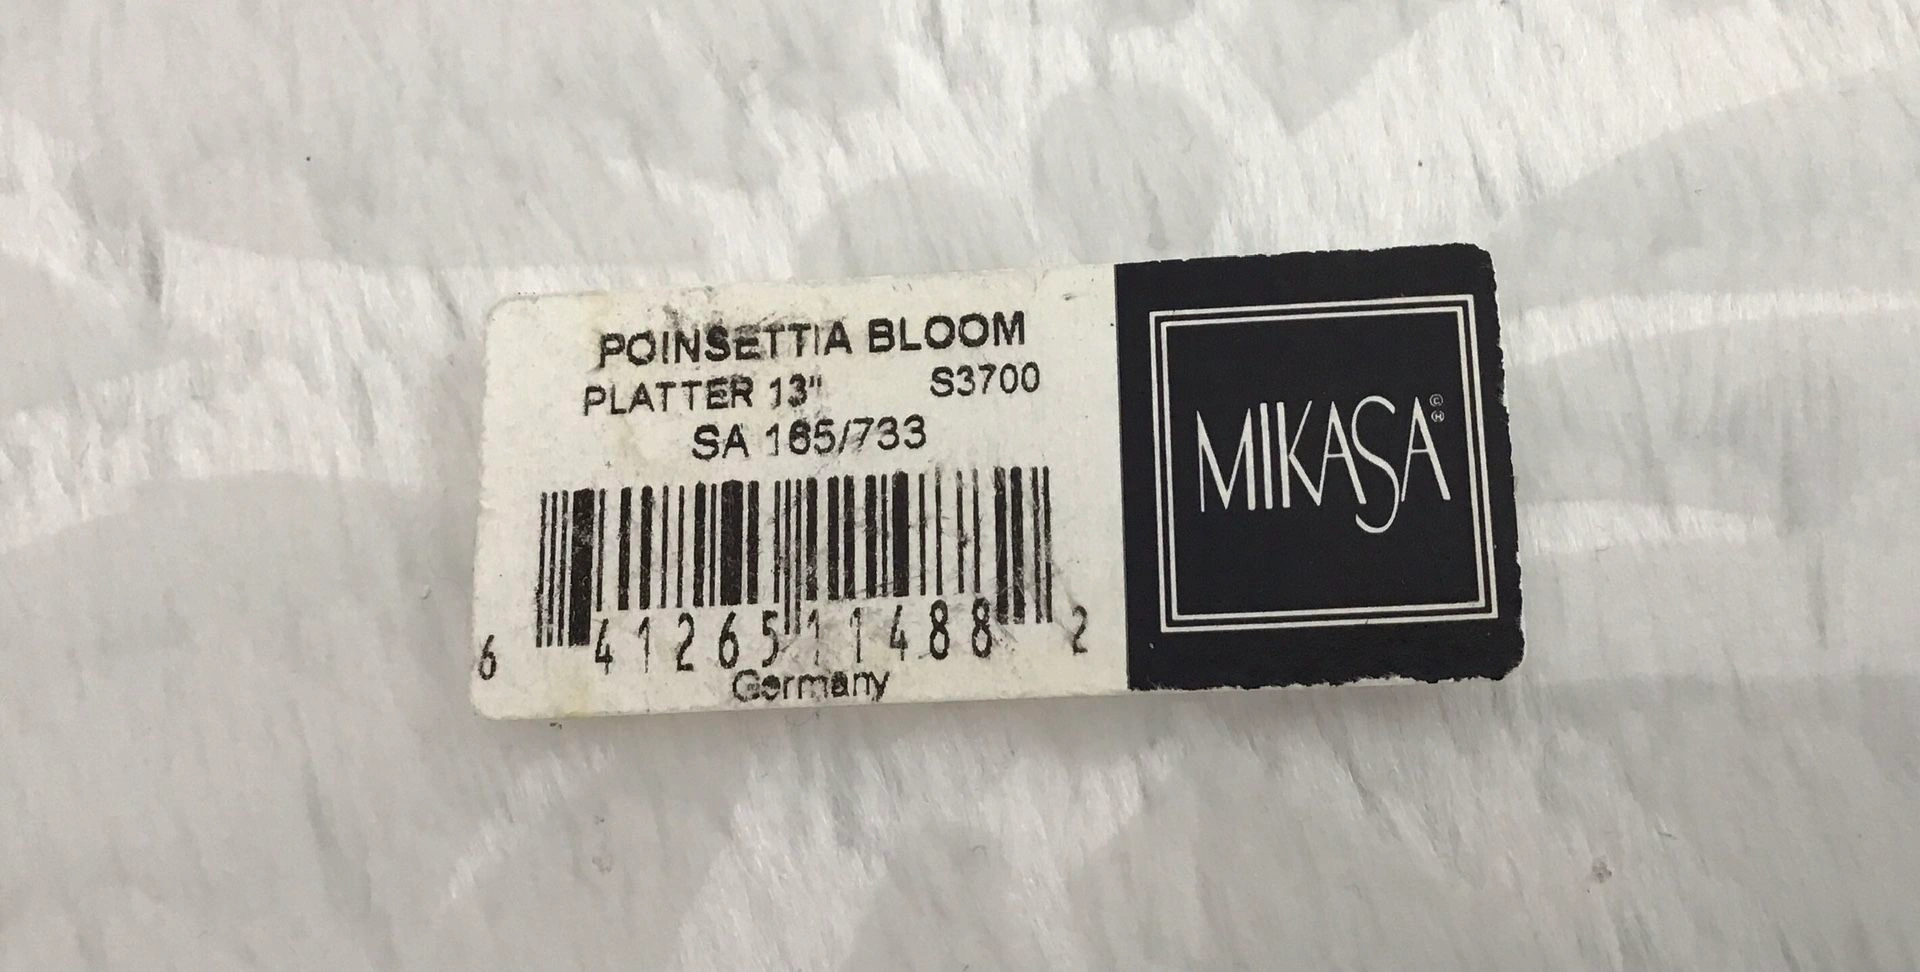 POINSETTIA BLOOM
PLATTER 13" S3700
SA 165/733
6 41265 11488 2
Germany
MIKASA